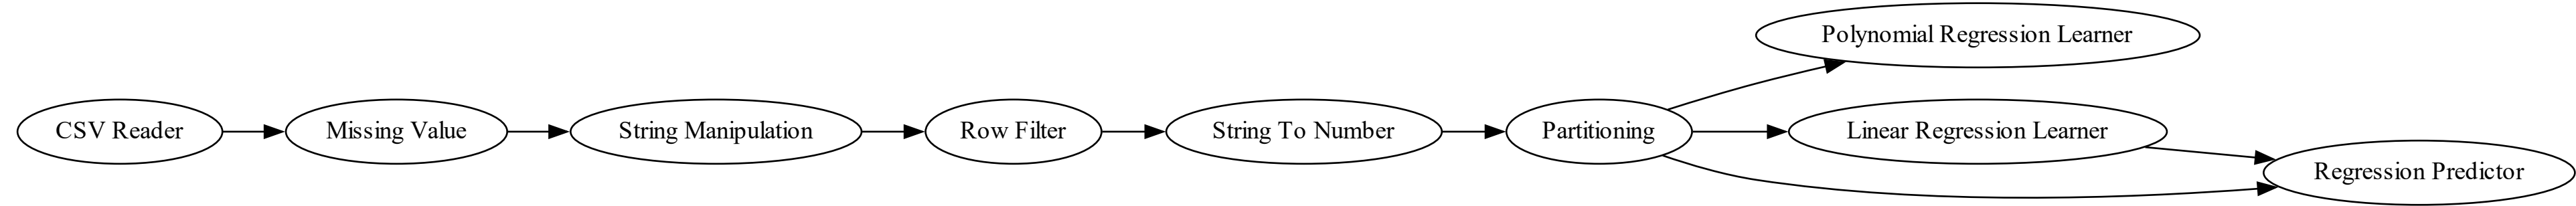 CSV Reader
Missing Value
String Manipulation
Row Filter
String To Number
Partitioning
Polynomial Regression Learner
Linear Regression Learner
Regression Predictor